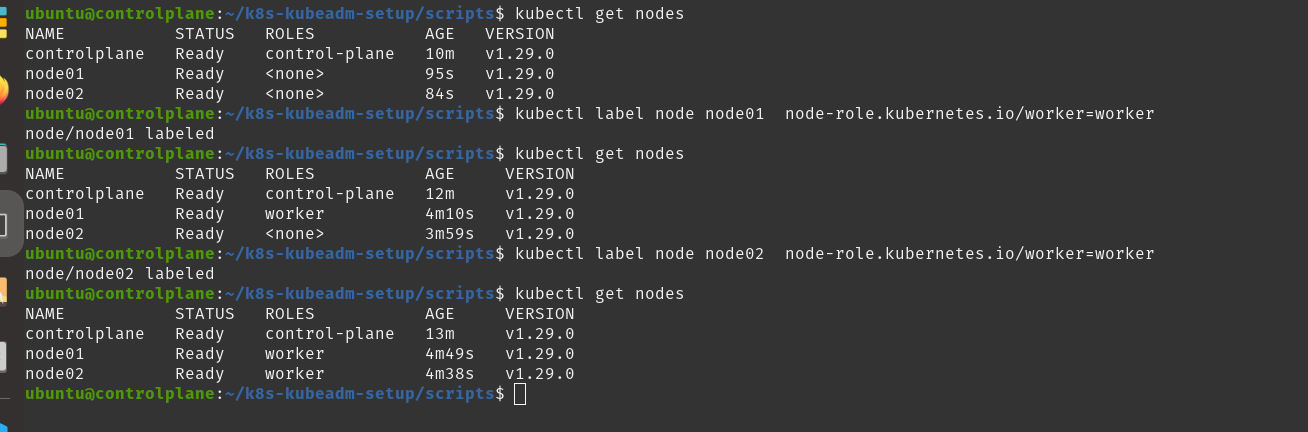 ubuntu@controlplane:~/k8s-kubeadm-setup/scripts$ kubectl get nodes
NAME           STATUS   ROLES           AGE   VERSION
controlplane   Ready    control-plane   10m   v1.29.0
node01         Ready    <none>          95s   v1.29.0
node02         Ready    <none>          84s   v1.29.0
ubuntu@controlplane:~/k8s-kubeadm-setup/scripts$ kubectl label node node01  node-role.kubernetes.io/worker=worker
node/node01 labeled
ubuntu@controlplane:~/k8s-kubeadm-setup/scripts$ kubectl get nodes
NAME           STATUS   ROLES           AGE     VERSION
controlplane   Ready    control-plane   12m     v1.29.0
node01         Ready    worker          4m10s   v1.29.0
node02         Ready    <none>          3m59s   v1.29.0
ubuntu@controlplane:~/k8s-kubeadm-setup/scripts$ kubectl label node node02  node-role.kubernetes.io/worker=worker
node/node02 labeled
ubuntu@controlplane:~/k8s-kubeadm-setup/scripts$ kubectl get nodes
NAME           STATUS   ROLES           AGE     VERSION
controlplane   Ready    control-plane   13m     v1.29.0
node01         Ready    worker          4m49s   v1.29.0
node02         Ready    worker          4m38s   v1.29.0
ubuntu@controlplane:~/k8s-kubeadm-setup/scripts$